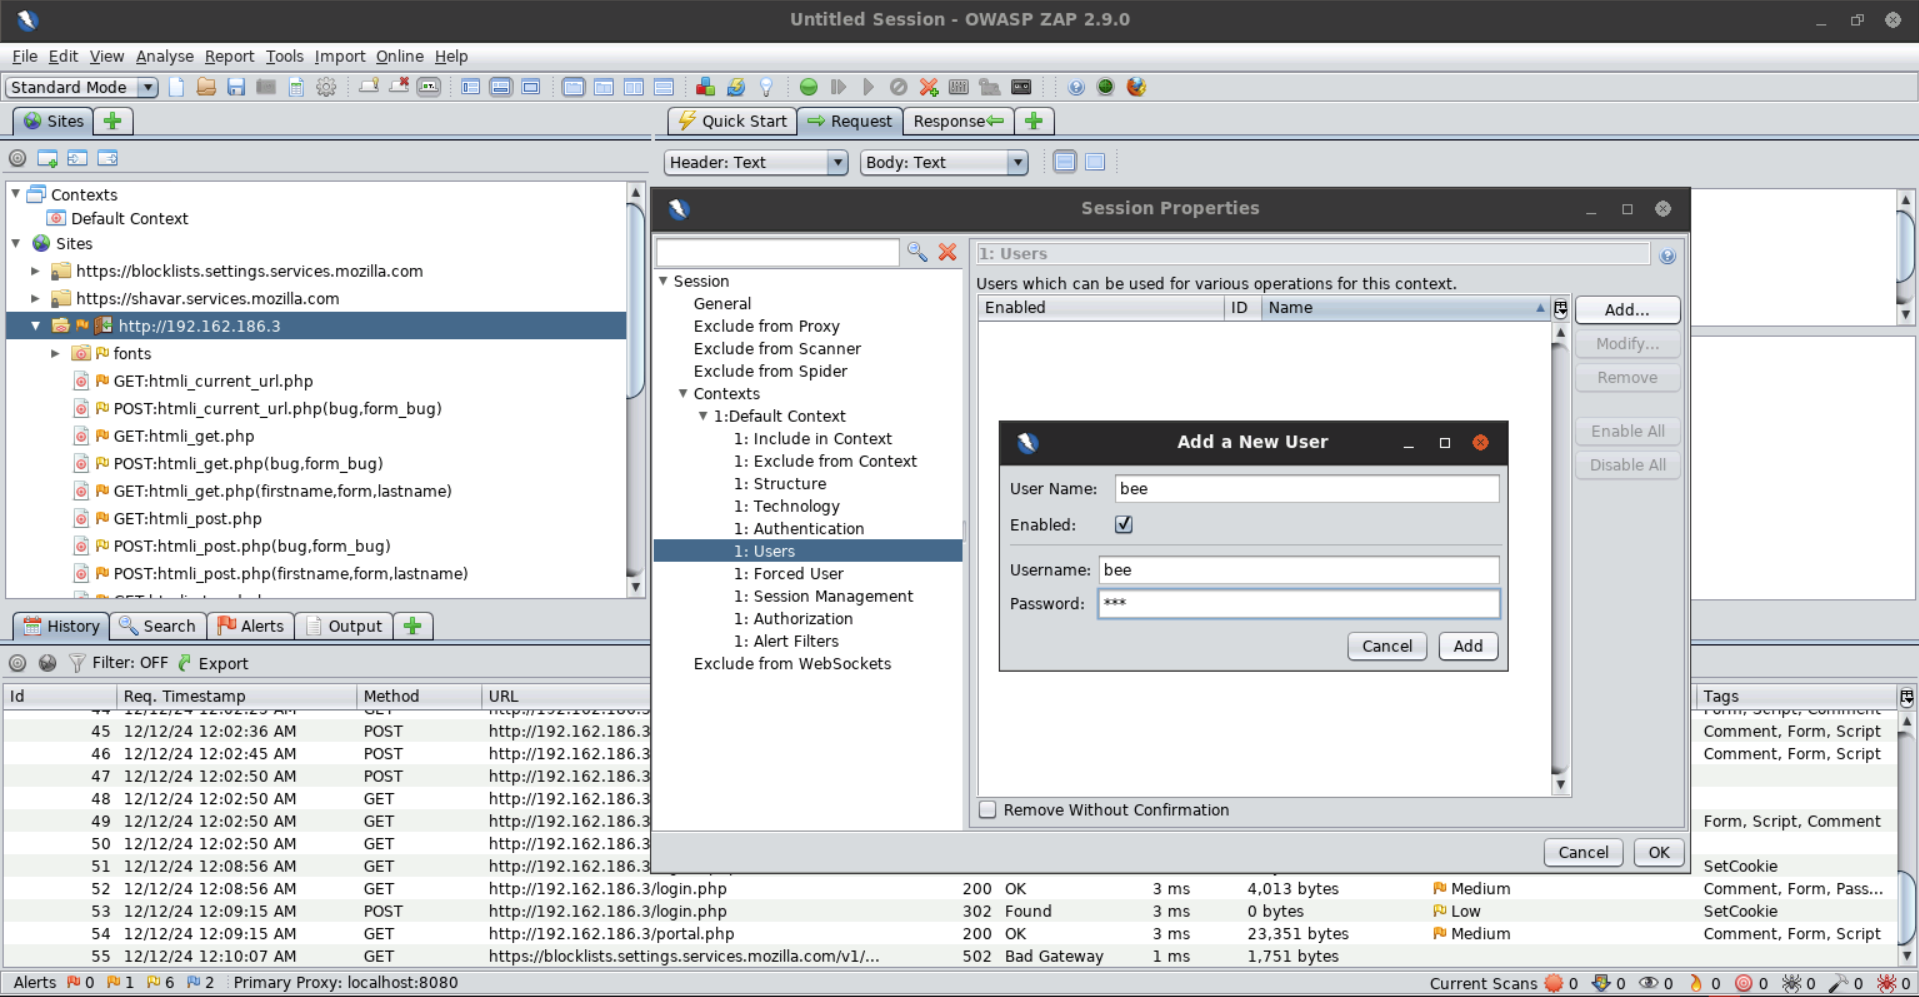 Untitled Session - OWASP ZAP 2.9.0
File Edit View Analyse Report Tools Import Online Help
Standard Mode
Sites
Quick Start Request Response
Header: Text Body: Text
Contexts
Default Context
Sites
https://blocklists.settings.services.mozilla.com
https://shavar.services.mozilla.com
http://192.162.186.3
fonts
GET:htmli_current_url.php
POST:htmli_current_url.php(bug,form_bug)
GET:htmli_get.php
POST:htmli_get.php(bug,form_bug)
GET:htmli_get.php(firstname,form,lastname)
GET:htmli_post.php
POST:htmli_post.php(bug,form_bug)
POST:htmli_post.php(firstname,form,lastname)
Session Properties
Session
General
Exclude from Proxy
Exclude from Scanner
Exclude from Spider
Contexts
1:Default Context
1: Include in Context
1: Exclude from Context
1: Structure
1: Technology
1: Authentication
1: Users
1: Forced User
1: Session Management
1: Authorization
1: Alert Filters
Exclude from WebSockets
1: Users
Users which can be used for various operations for this context.
Enabled ID Name
Add...
Modify...
Remove
Enable All
Disable All
Add a New User
User Name: bee
Enabled:
Username: bee
Password: ***
Cancel Add
Remove Without Confirmation
Cancel OK
History Search Alerts Output
Filter: OFF Export
Id Req. Timestamp Method URL Tags
44 12/12/24 12:02:25 AM GET http://192.162.186.3 Form, Script, Comment
45 12/12/24 12:02:36 AM POST http://192.162.186.3 Comment, Form, Script
46 12/12/24 12:02:45 AM POST http://192.162.186.3 Comment, Form, Script
47 12/12/24 12:02:50 AM POST http://192.162.186.3
48 12/12/24 12:02:50 AM GET http://192.162.186.3
49 12/12/24 12:02:50 AM GET http://192.162.186.3 Form, Script, Comment
50 12/12/24 12:02:50 AM GET http://192.162.186.3
51 12/12/24 12:08:56 AM GET http://192.162.186.3 SetCookie
52 12/12/24 12:08:56 AM GET http://192.162.186.3/login.php 200 OK 3 ms 4,013 bytes Medium Comment, Form, Pass...
53 12/12/24 12:09:15 AM POST http://192.162.186.3/login.php 302 Found 3 ms 0 bytes Low SetCookie
54 12/12/24 12:09:15 AM GET http://192.162.186.3/portal.php 200 OK 3 ms 23,351 bytes Medium Comment, Form, Script
55 12/12/24 12:10:07 AM GET https://blocklists.settings.services.mozilla.com/v1/... 502 Bad Gateway 1 ms 1,751 bytes
Alerts 0 1 6 2 Primary Proxy: localhost:8080 Current Scans 0 0 0 0 0 0 0 0